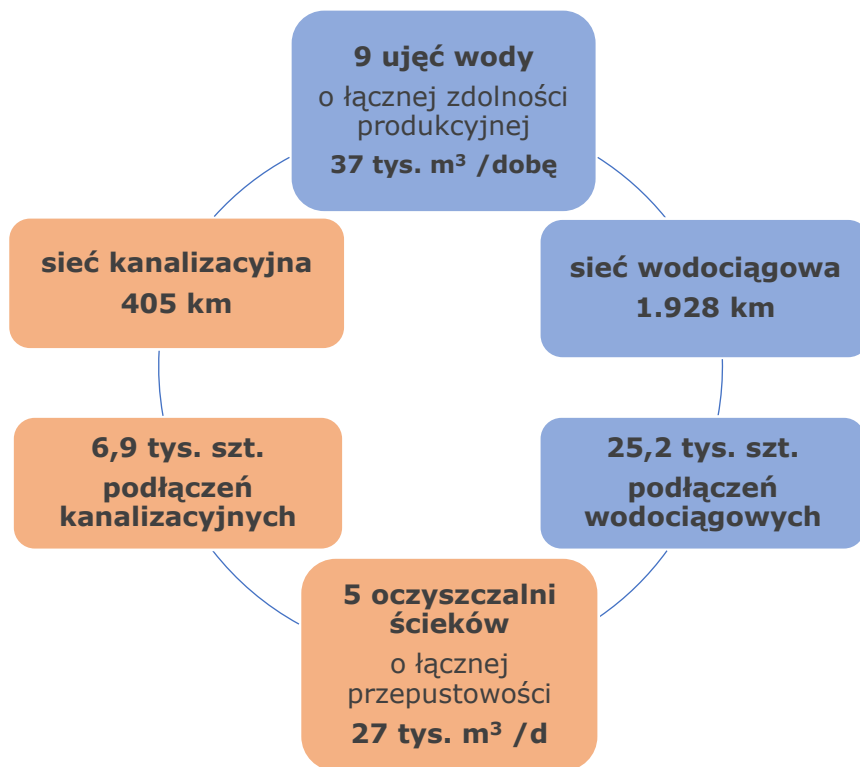 9 ujęć wody
o łącznej zdolności
produkcyjnej
37 tys. m³ /dobę
sieć kanalizacyjna
405 km
sieć wodociągowa
1.928 km
6,9 tys. szt.
podłączeń
kanalizacyjnych
25,2 tys. szt.
podłączeń
wodociągowych
5 oczyszczalni
ścieków
o łącznej
przepustowości
27 tys. m³ /d